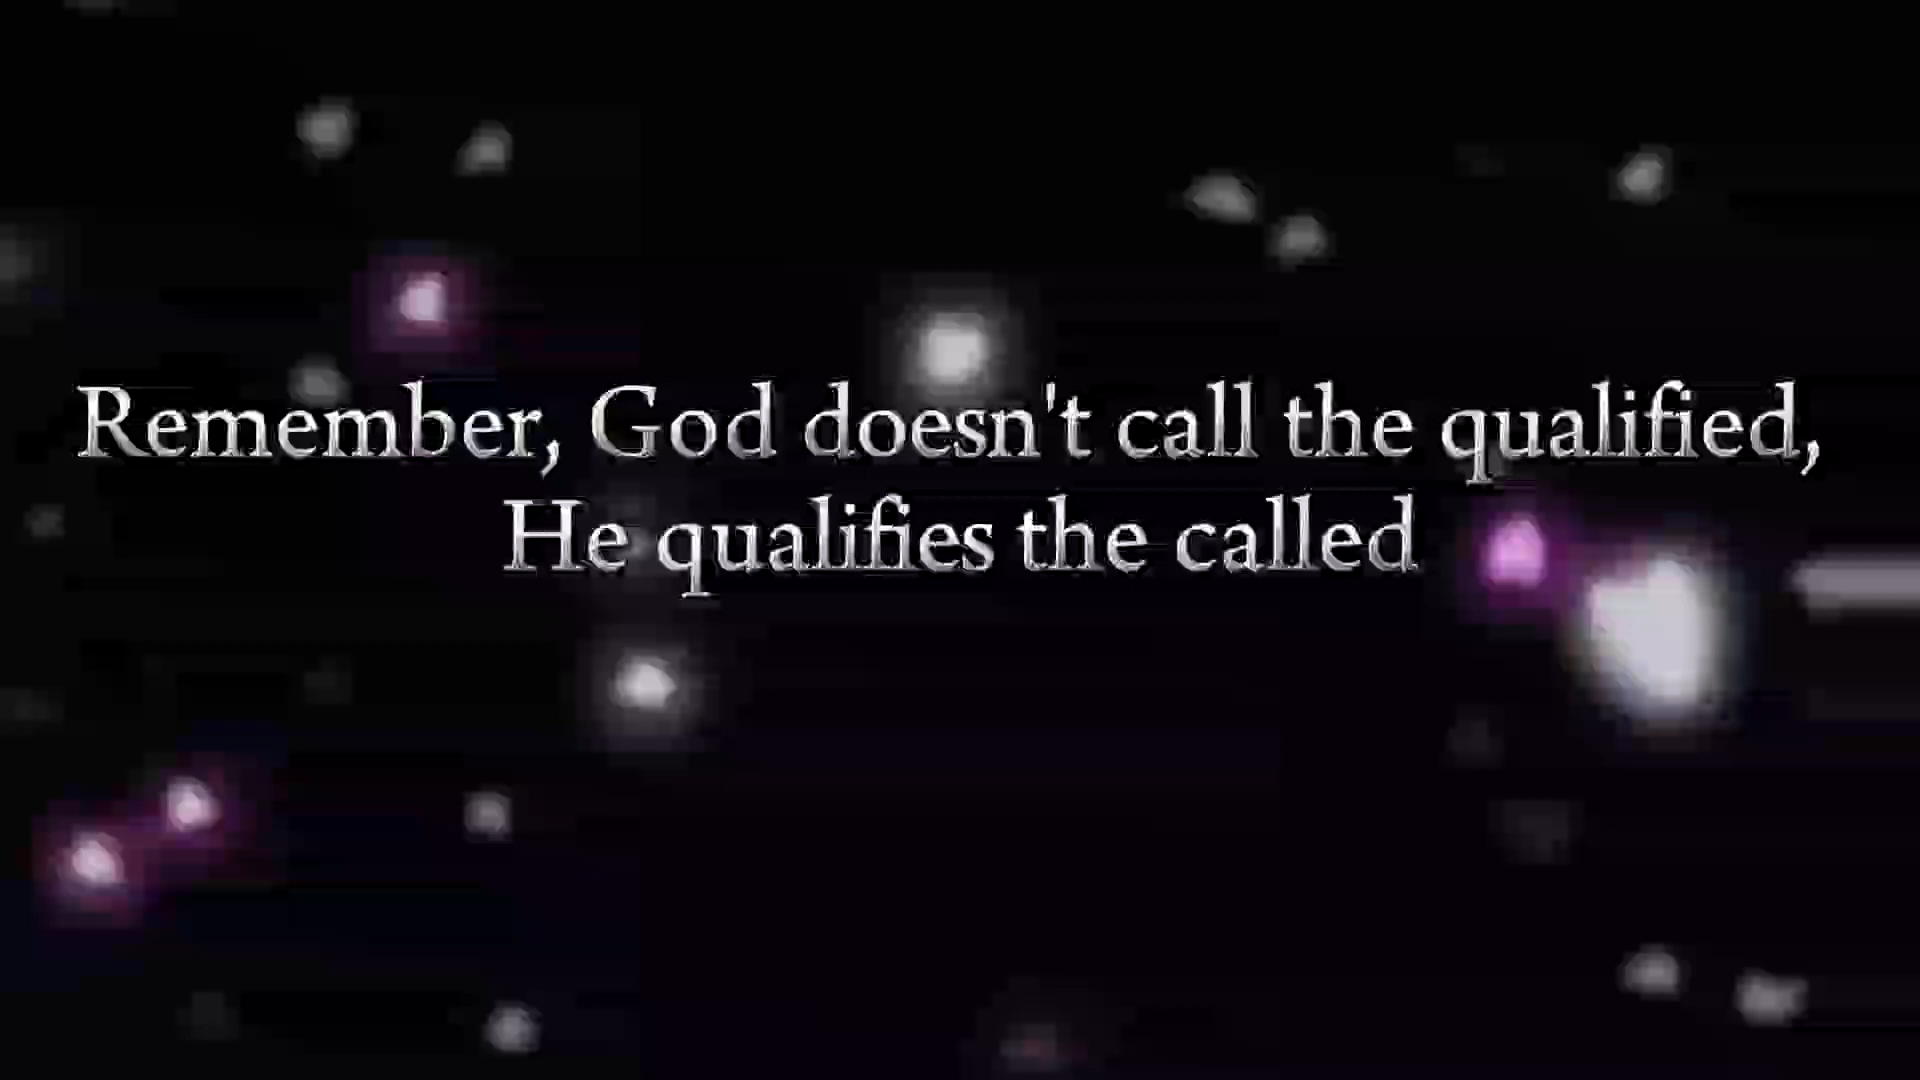 Remember, God doesn't call the qualified,
He qualifies the called